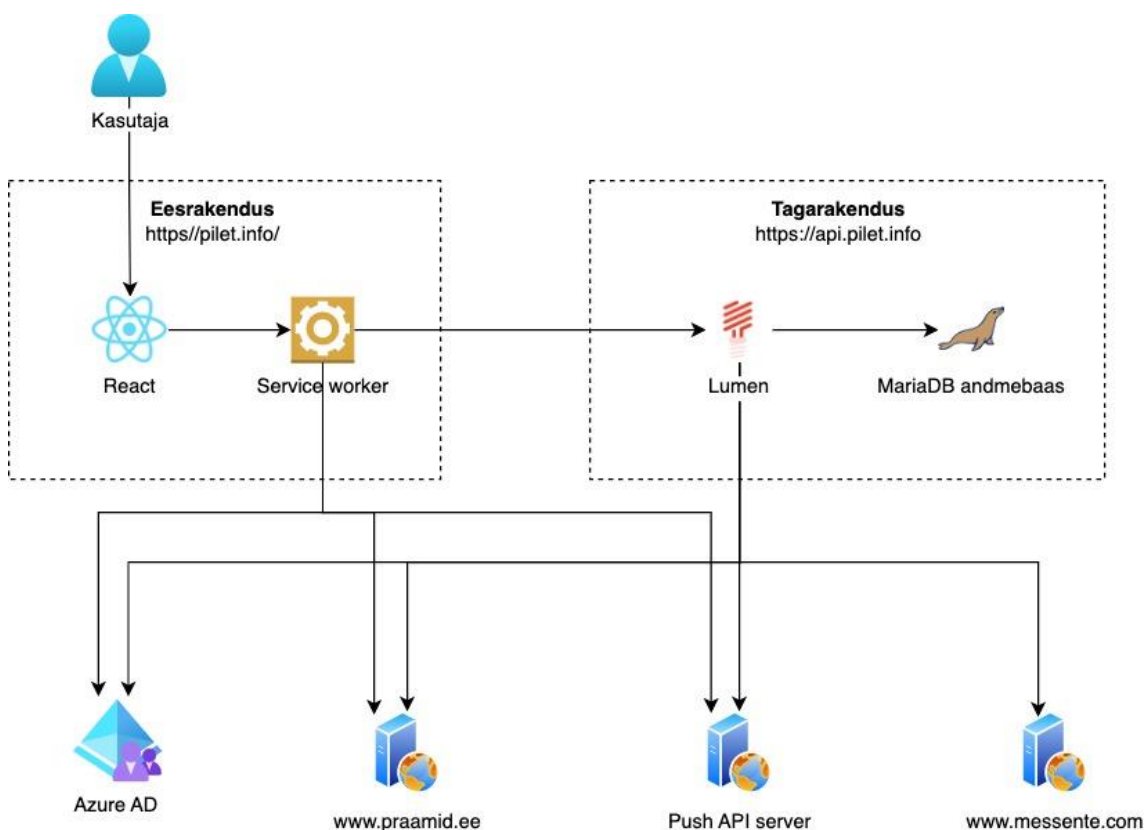 Kasutaja
Eesrakendus
https//pilet.info/
Tagarakendus
https://api.pilet.info
React
Service worker
Lumen
MariaDB andmebaas
Azure AD
www.praamid.ee
Push API server
www.messente.com